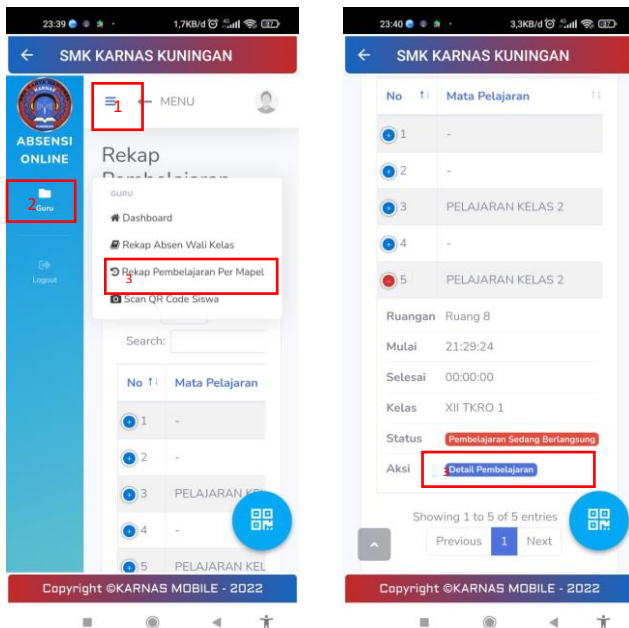 23:39
1,7KB/d
37
SMK KARNAS KUNINGAN
1
MENU
ABSENSI
ONLINE
2
Guru
Logout
Rekap
GURU
Dashboard
Rekap Absen Wali Kelas
Rekap Pembelajaran Per Mapel
3
Scan QR Code Siswa
Search:
No Mata Pelajaran
1 -
2 -
3 PELAJARAN KEL
4 -
5 PELAJARAN KEL
Copyright ©KARNAS MOBILE - 2022
23:40
3,3KB/d
37
SMK KARNAS KUNINGAN
No Mata Pelajaran
1 -
2 -
3 PELAJARAN KELAS 2
4 -
5 PELAJARAN KELAS 2
Ruangan Ruang 8
Mulai 21:29:24
Selesai 00:00:00
Kelas XII TKRO 1
Status Pembelajaran Sedang Berlangsung
Aksi Detail Pembelajaran
Showing 1 to 5 of 5 entries
Previous 1 Next
Copyright ©KARNAS MOBILE - 2022